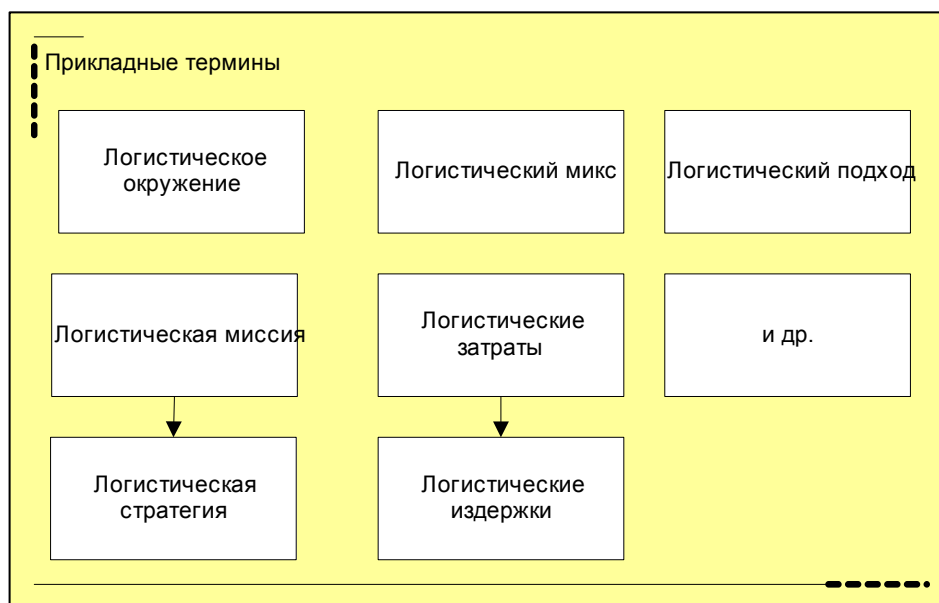 Прикладные термины
Логистическое
окружение
Логистический микс
Логистический подход
Логистическая миссия
Логистические
затраты
и др.
Логистическая
стратегия
Логистические
издержки